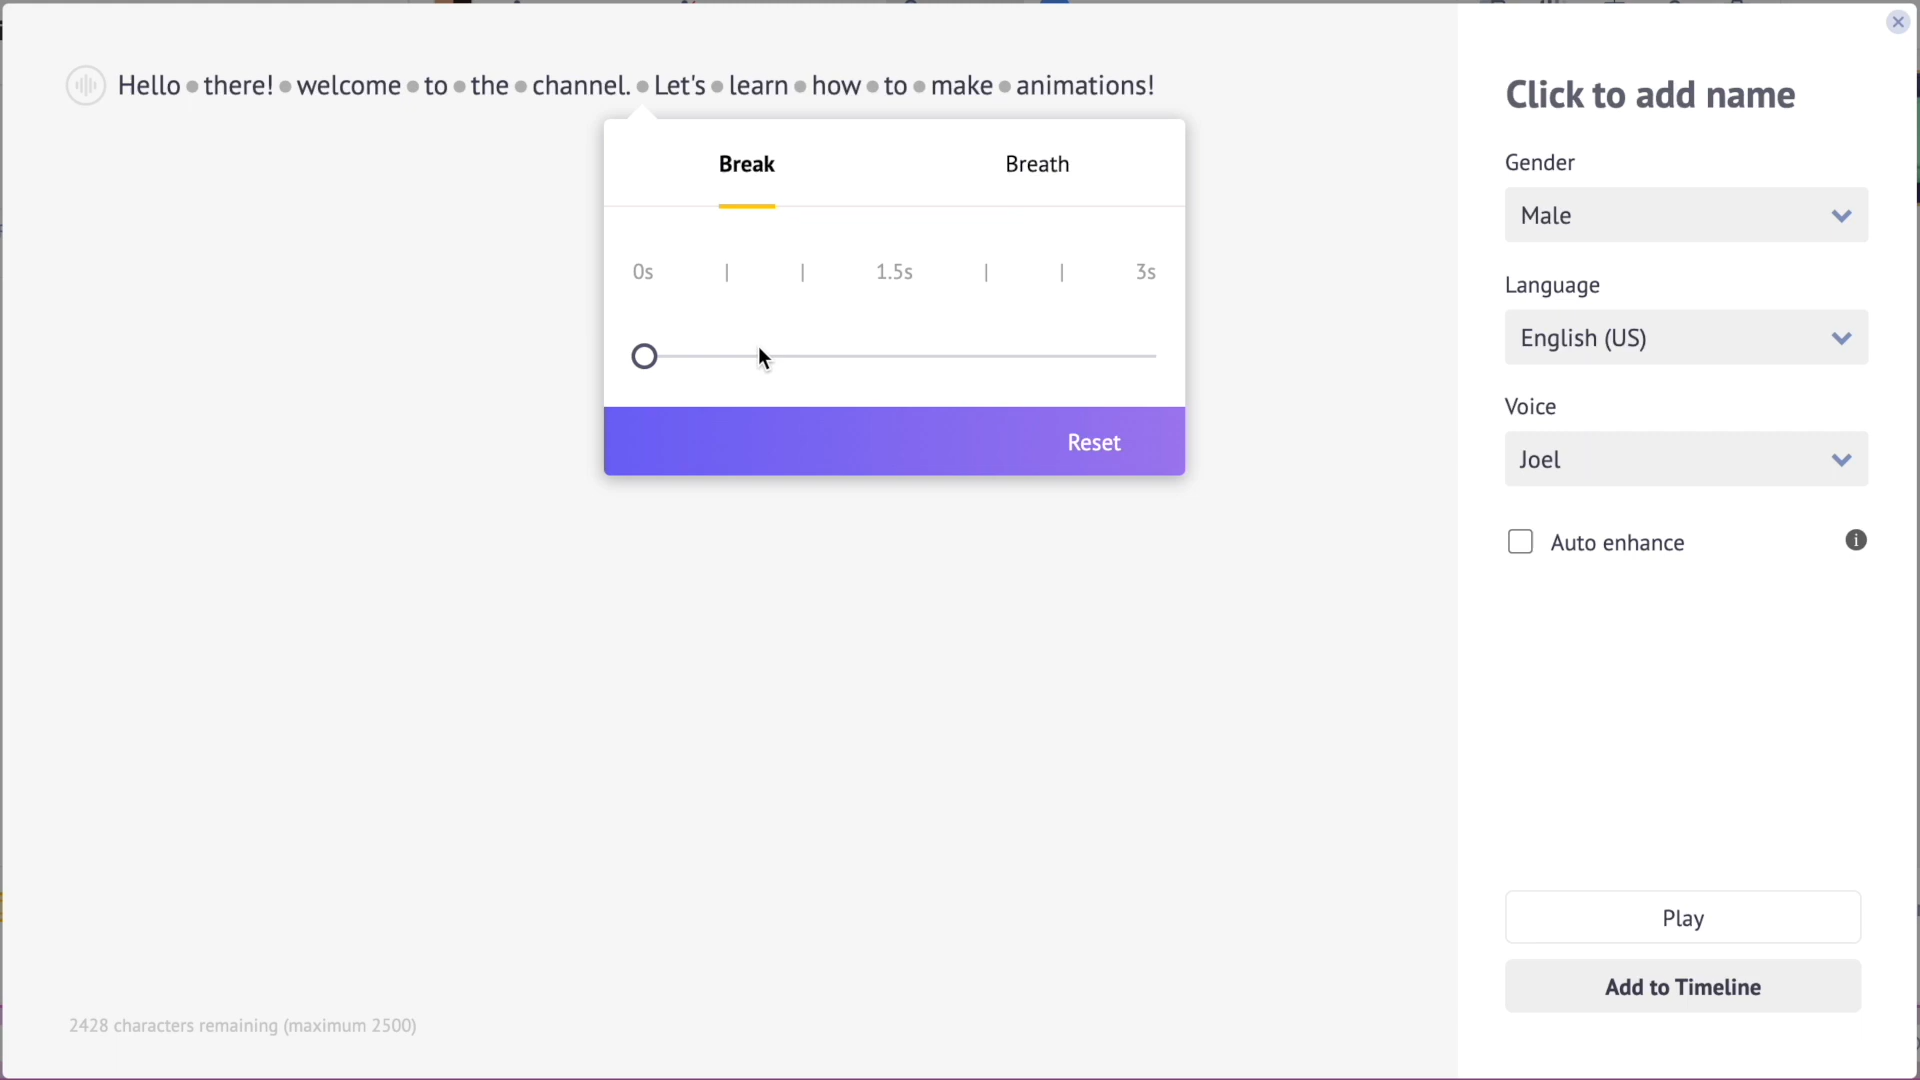 Hello there! welcome to the channel. Let's learn how to make animations!
Break Breath
0s | | 1.5s | | 3s
Reset
Click to add name
Gender
Male
Language
English (US)
Voice
Joel
Auto enhance
i
Play
Add to Timeline
2428 characters remaining (maximum 2500)